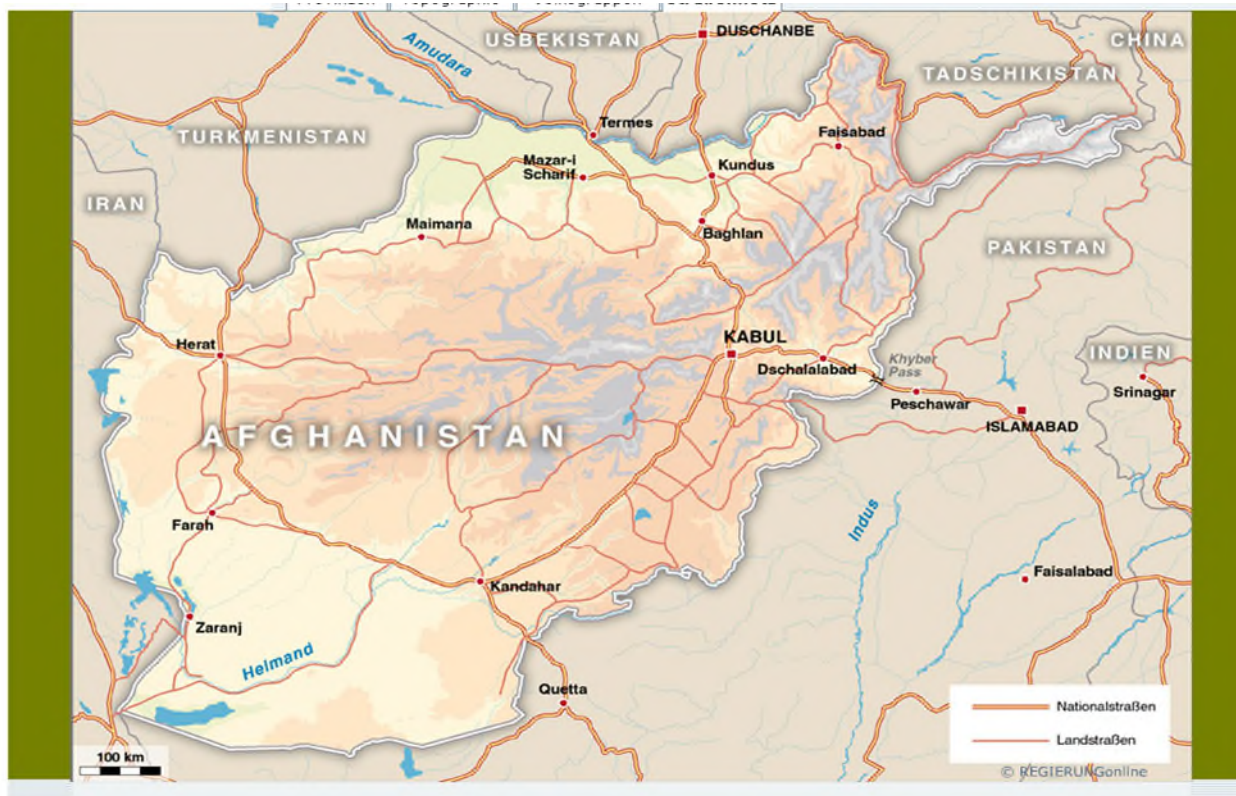 USBEKISTAN
DUSCHANBE
CHINA
Amudara
TADSCHIKISTAN
TURKMENISTAN
Termes
Faisabad
Mazar-i
Scharif
Kundus
IRAN
Maimana
Baghlan
PAKISTAN
Herat
KABUL
Dschalalabad
Khyber
Pass
INDIEN
Srinagar
Peschawar
ISLAMABAD
AFGHANISTAN
Farah
Indus
Kandahar
Faisalabad
Zaranj
Helmand
Quetta
Nationalstraßen
Landstraßen
100 km
© REGIERUNGonline